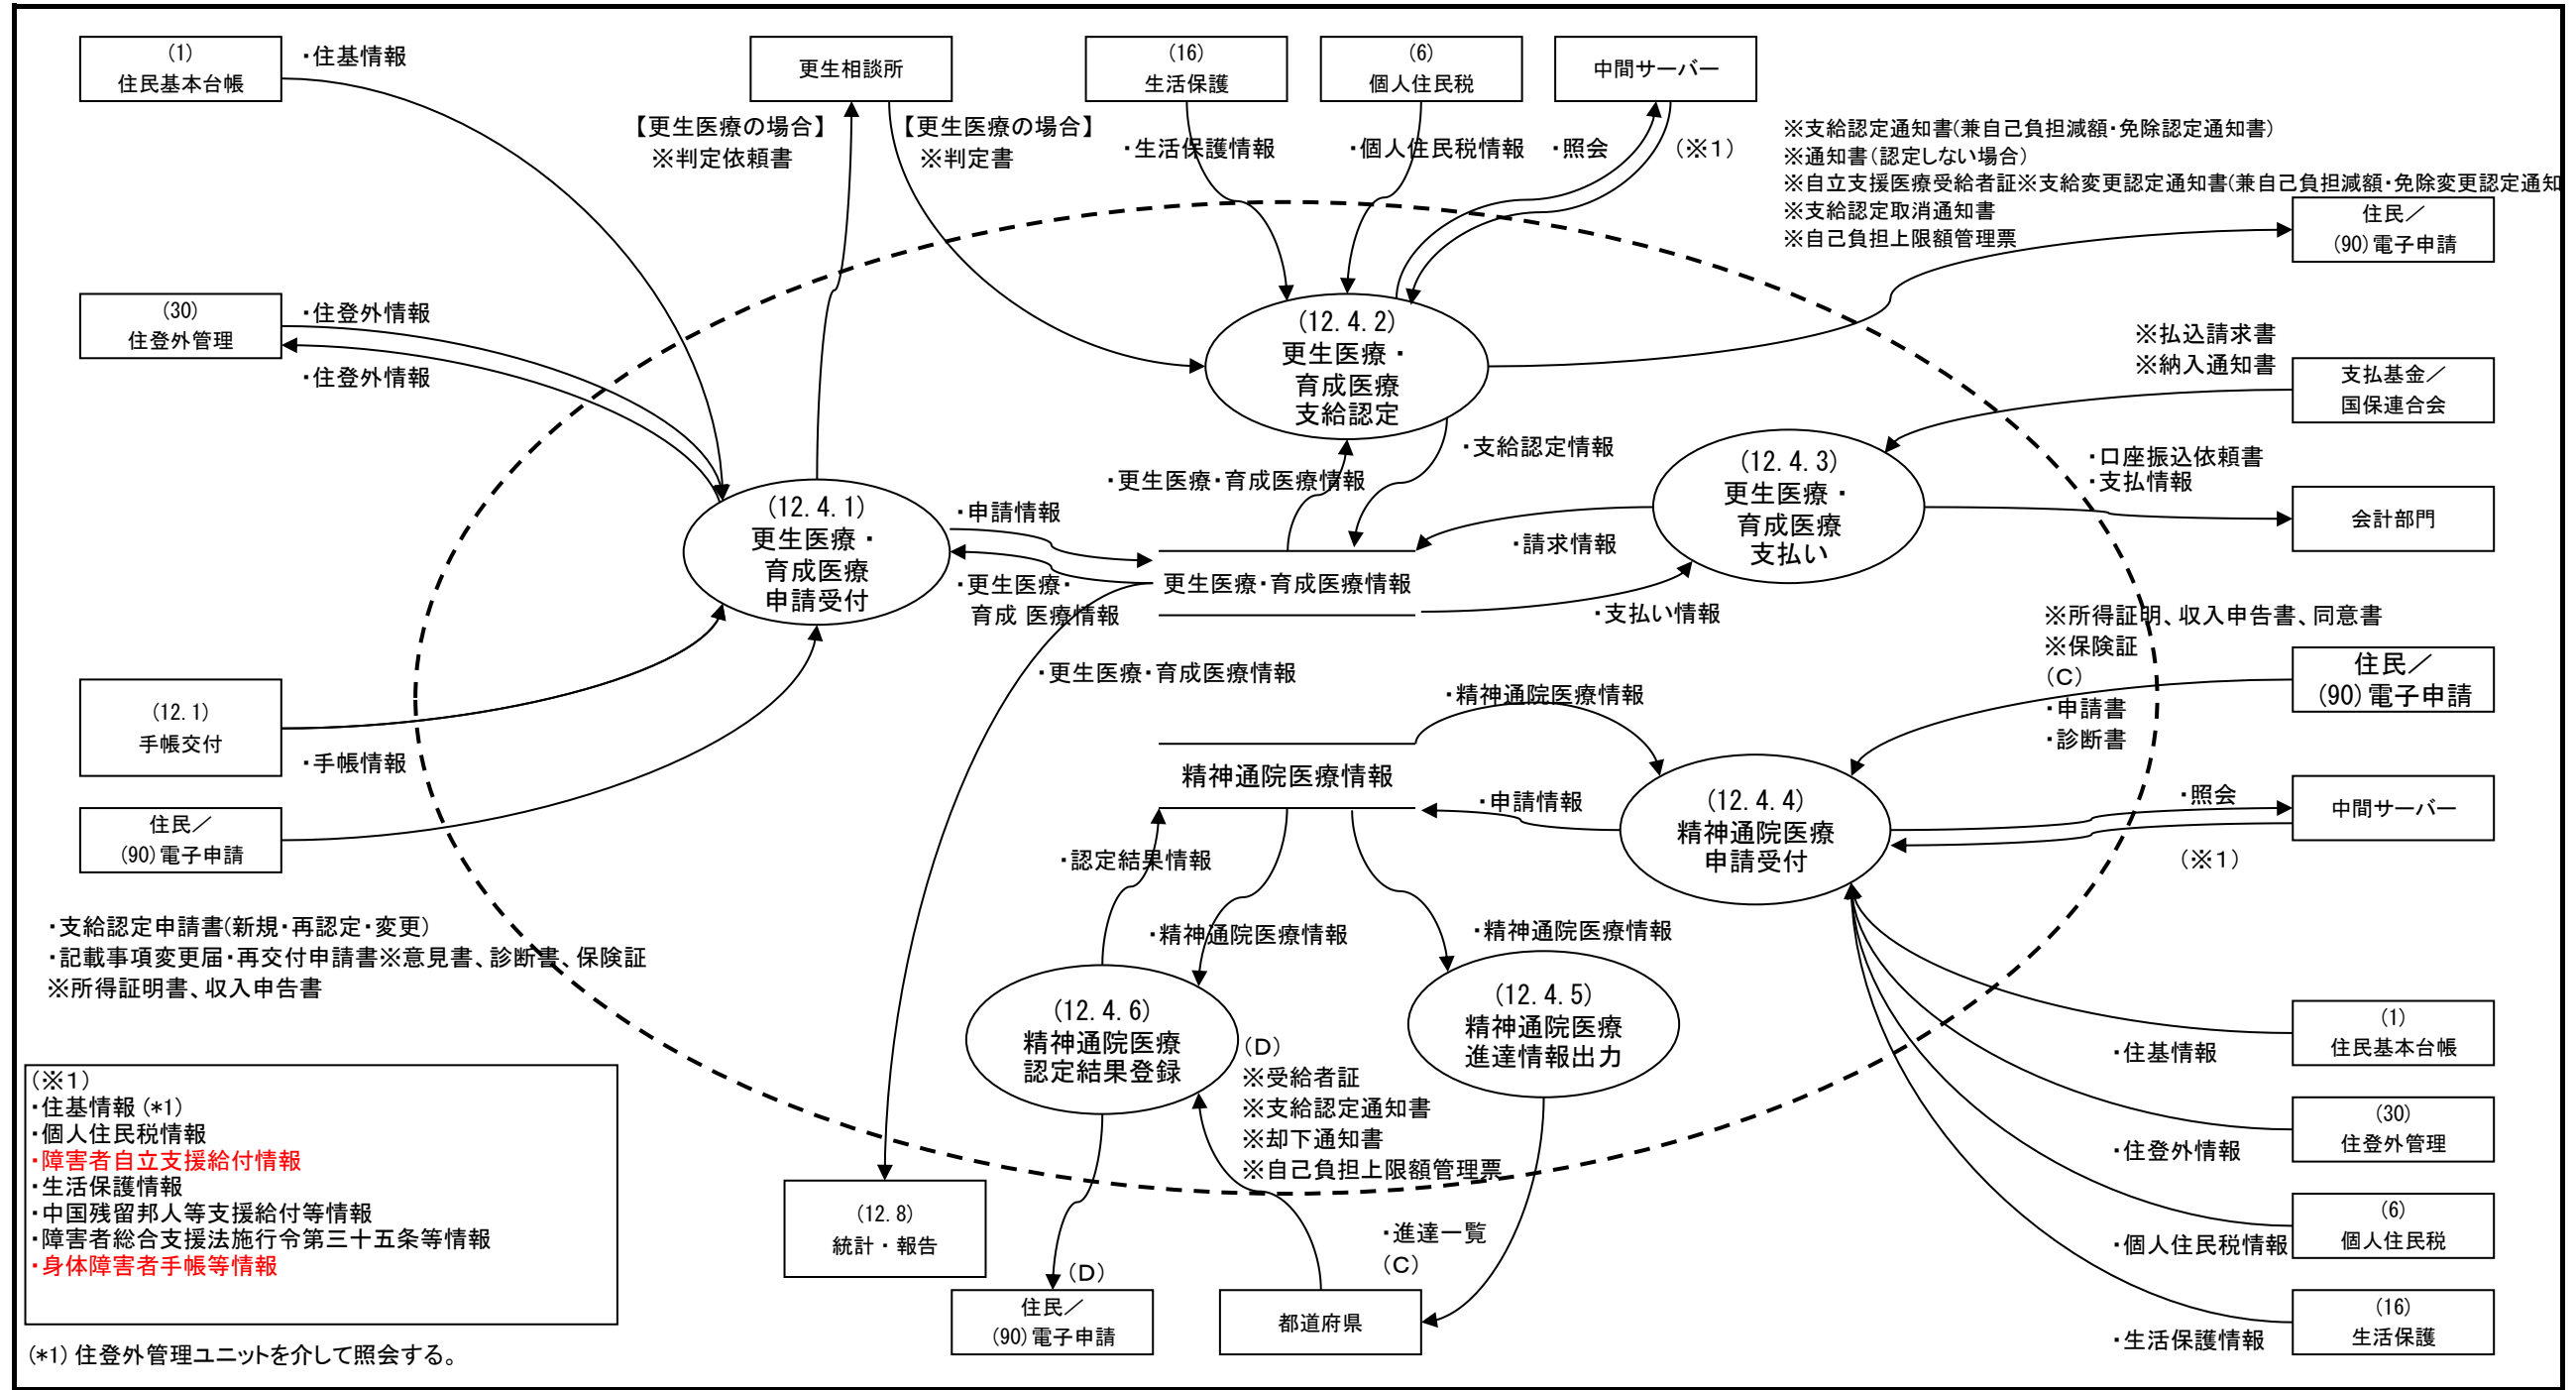 (1)
住民基本台帳
・住基情報
更生相談所
(16)
生活保護
(6)
個人住民税
中間サーバー
【更生医療の場合】
※判定依頼書
【更生医療の場合】
※判定書
・生活保護情報
・個人住民税情報
・照会
(※1)
※支給認定通知書(兼自己負担減額・免除認定通知書)
※通知書(認定しない場合)
※自立支援医療受給者証※支給変更認定通知書(兼自己負担減額・免除変更認定通知
※支給認定取消通知書
※自己負担上限額管理票
住民／
(90)電子申請
(30)
住登外管理
・住登外情報
・住登外情報
(12.4.2)
更生医療・
育成医療
支給認定
※払込請求書
※納入通知書
支払基金／
国保連合会
・支給認定情報
・更生医療・育成医療情報
(12.4.3)
更生医療・
育成医療
支払い
・口座振込依頼書
・支払情報
会計部門
(12.4.1)
更生医療・
育成医療
申請受付
・申請情報
・更生医療・
育成 医療情報
更生医療・育成医療情報
・請求情報
・支払い情報
※所得証明、収入申告書、同意書
※保険証
(C)
・申請書
・診断書
住民／
(90)電子申請
・更生医療・育成医療情報
・精神通院医療情報
(12.1)
手帳交付
・手帳情報
精神通院医療情報
・申請情報
(12.4.4)
精神通院医療
申請受付
・照会
中間サーバー
(※1)
住民／
(90)電子申請
・認定結果情報
・精神通院医療情報
・精神通院医療情報
・支給認定申請書(新規・再認定・変更)
・記載事項変更届・再交付申請書※意見書、診断書、保険証
※所得証明書、収入申告書
(12.4.6)
精神通院医療
認定結果登録
(12.4.5)
精神通院医療
進達情報出力
(D)
※受給者証
※支給認定通知書
※却下通知書
※自己負担上限額管理票
(1)
住民基本台帳
・住基情報
(30)
住登外管理
・住登外情報
(6)
個人住民税
・個人住民税情報
(16)
生活保護
・生活保護情報
(※1)
・住基情報(*1)
・個人住民税情報
・障害者自立支援給付情報
・生活保護情報
・中国残留邦人等支援給付等情報
・障害者総合支援法施行令第三十五条等情報
・身体障害者手帳等情報
(12.8)
統計・報告
(D)
住民／
(90)電子申請
・進達一覧
(C)
都道府県
(*1)住登外管理ユニットを介して照会する。